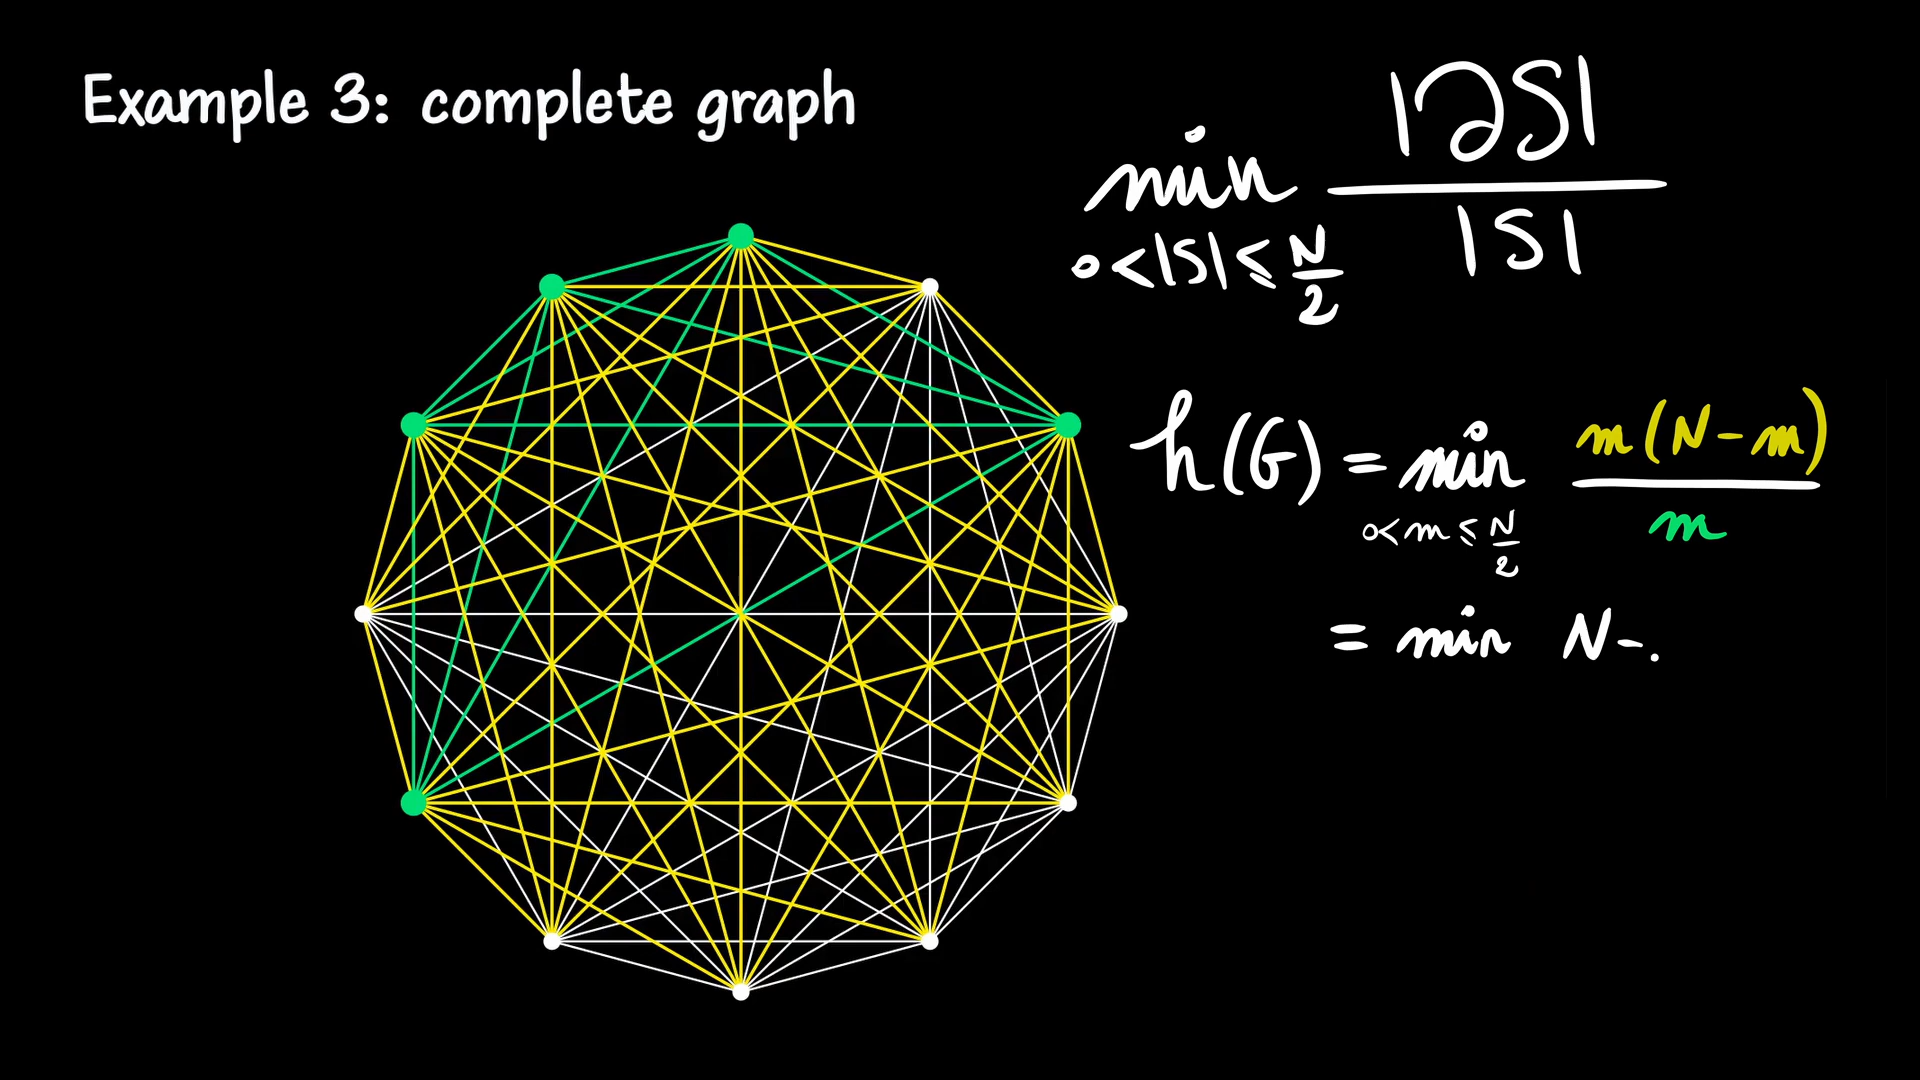 Example 3: complete graph
min |∂S|
0<|S|≤ N/2 |S|
h(G) = min m(N-m)
0<m≤ N/2 m
= min N-.